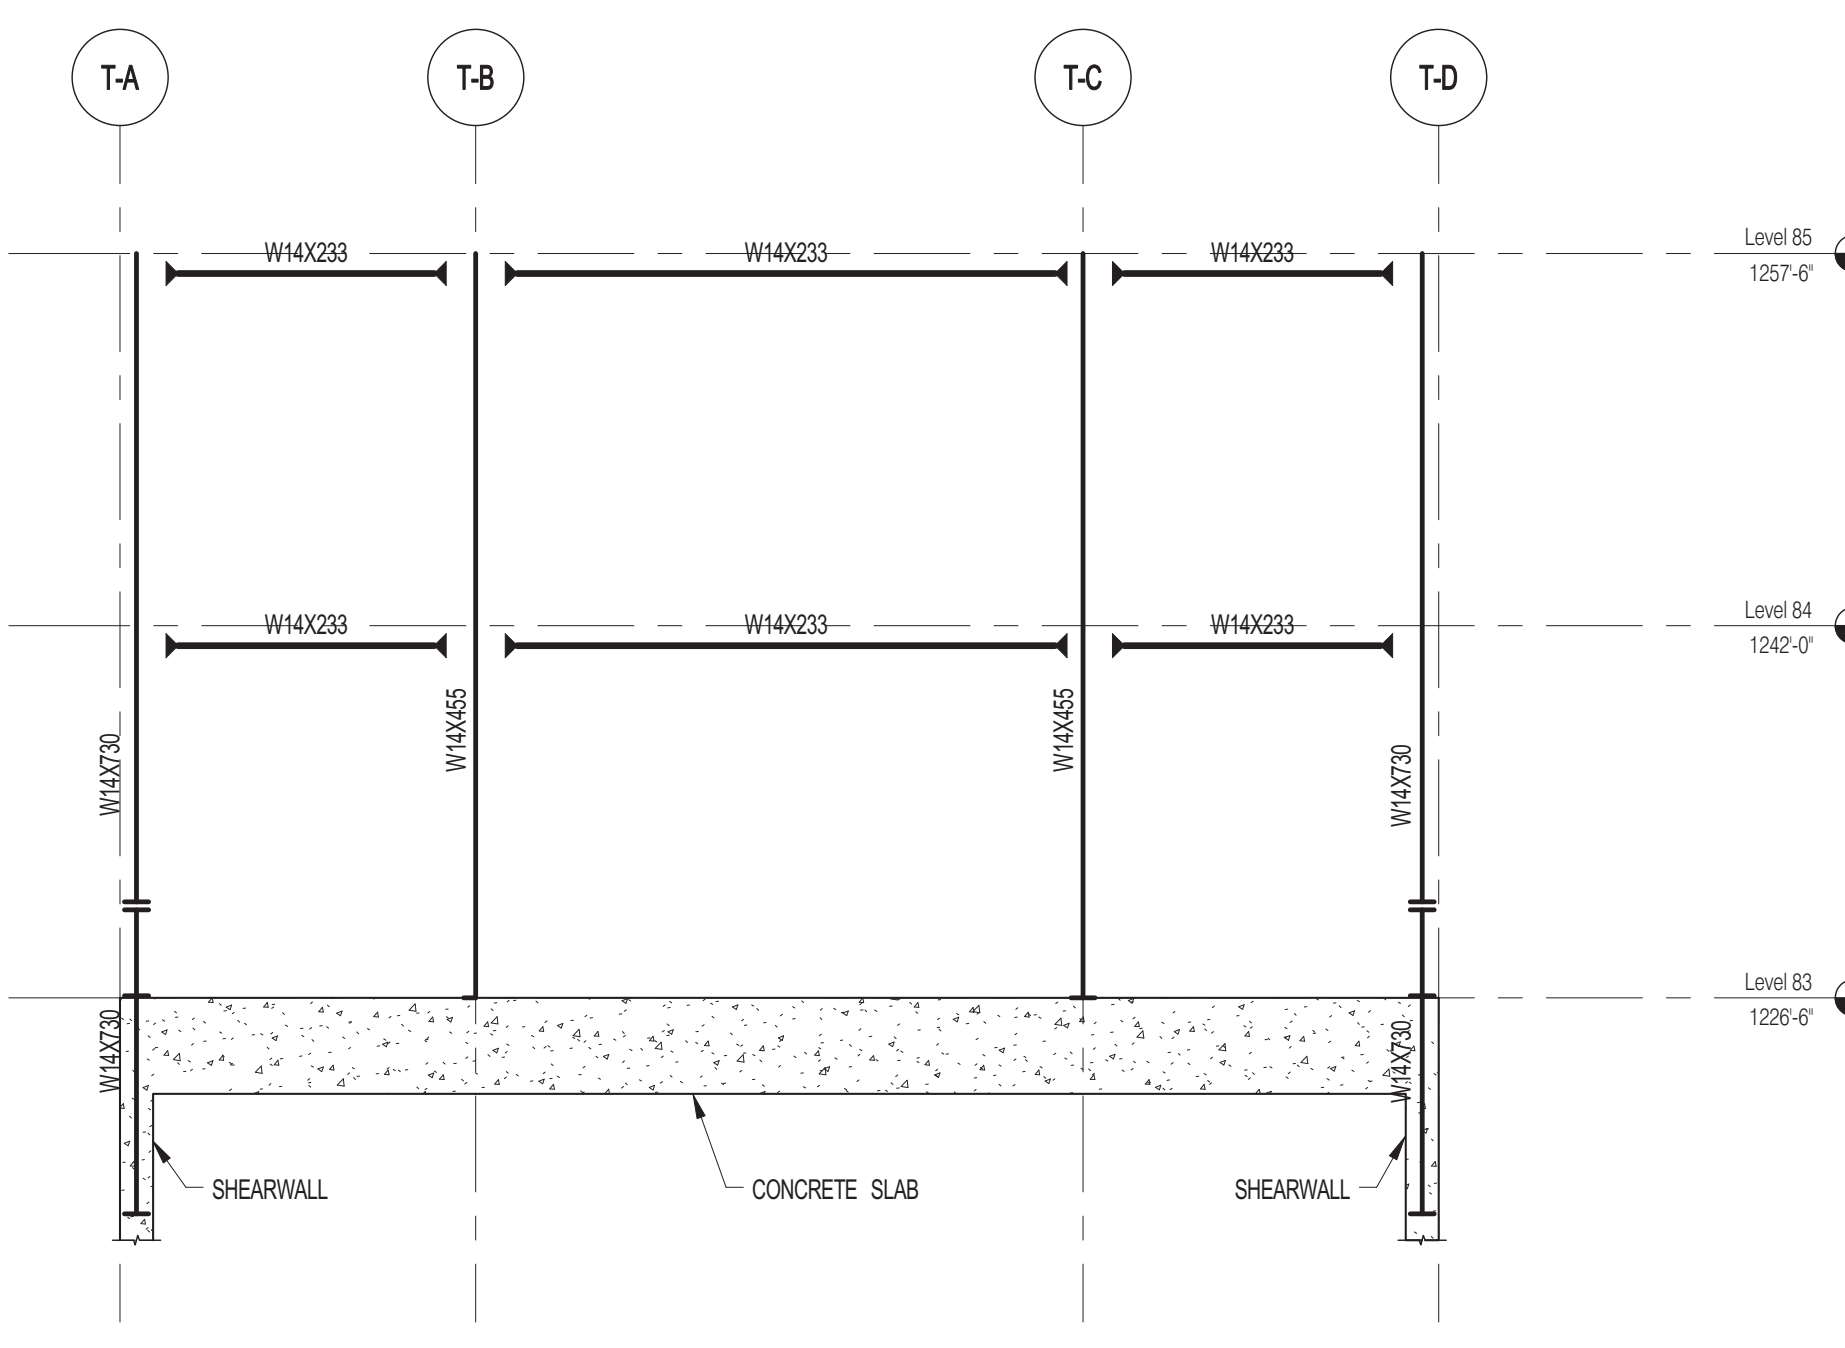 T-A
T-B
T-C
T-D
W14X233
W14X233
W14X233
Level 85
1257'-6"
W14X233
W14X233
W14X233
Level 84
1242'-0"
W14X730
W14X455
W14X455
W14X730
Level 83
1226'-6"
W14X730
W14X730
SHEARWALL
CONCRETE SLAB
SHEARWALL